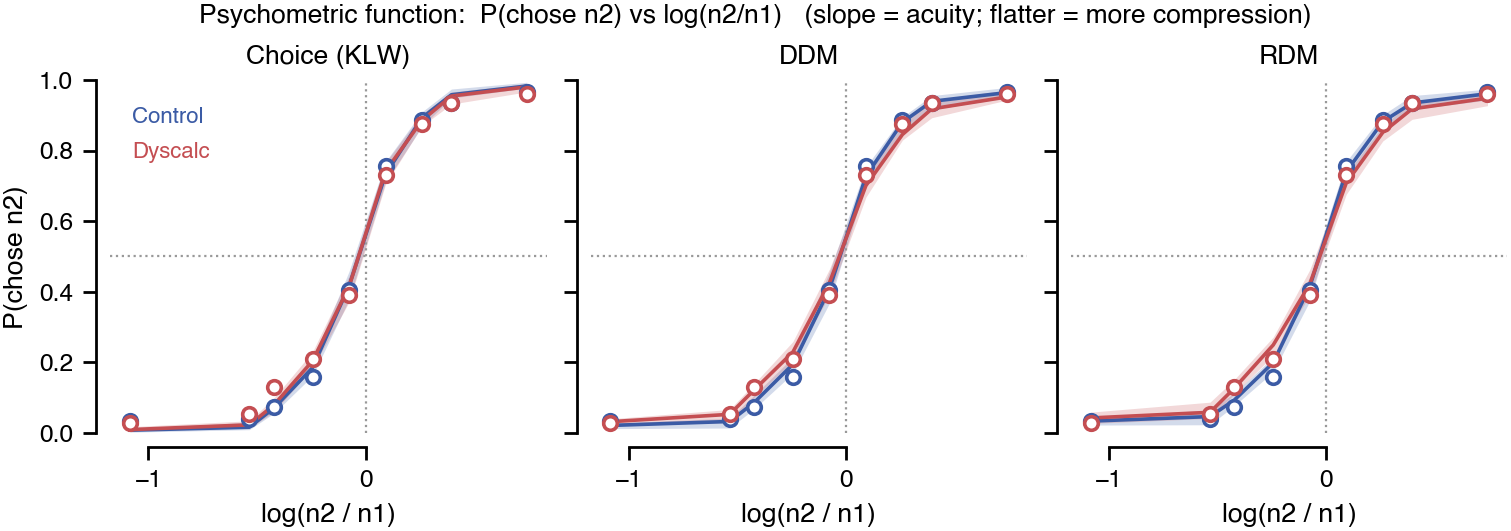 Psychometric function:  P(chose n2) vs log(n2/n1)   (slope = acuity; flatter = more compression)
Choice (KLW)
DDM
RDM
Control
Dyscalc
P(chose n2)
1.0
0.8
0.6
0.4
0.2
0.0
−1
0
−1
0
−1
0
log(n2 / n1)
log(n2 / n1)
log(n2 / n1)